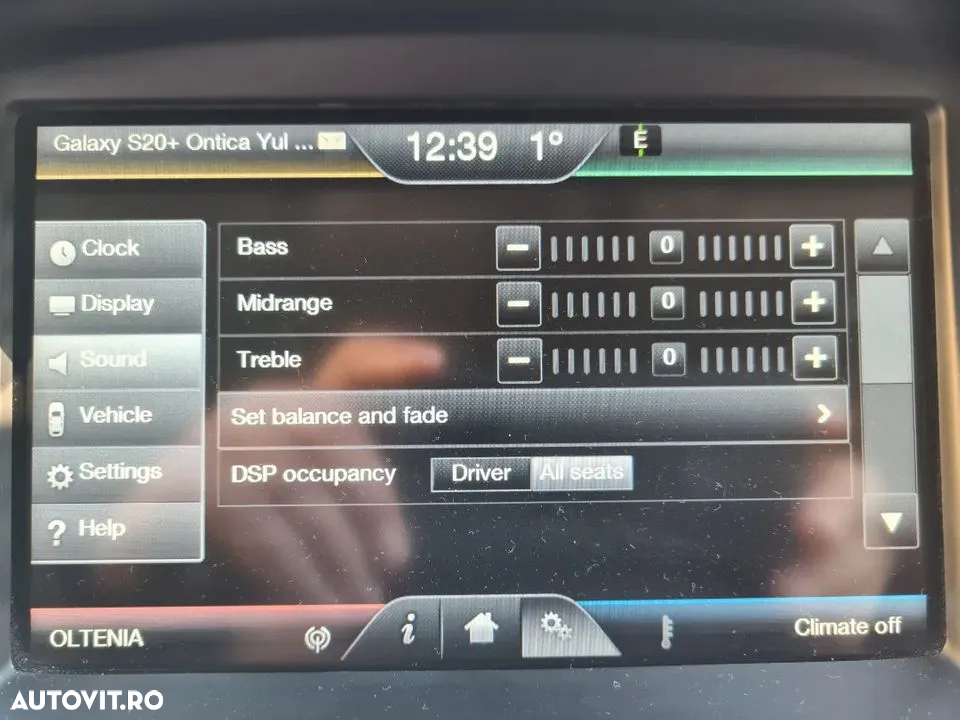 Galaxy S20+ Ontica Yul ...
12:39 1°
E
Clock
Display
Sound
Vehicle
Settings
? Help
Bass - 0 +
Midrange - 0 +
Treble - 0 +
Set balance and fade >
DSP occupancy Driver All seats
OLTENIA
i
Climate off
AUTOVIT.RO